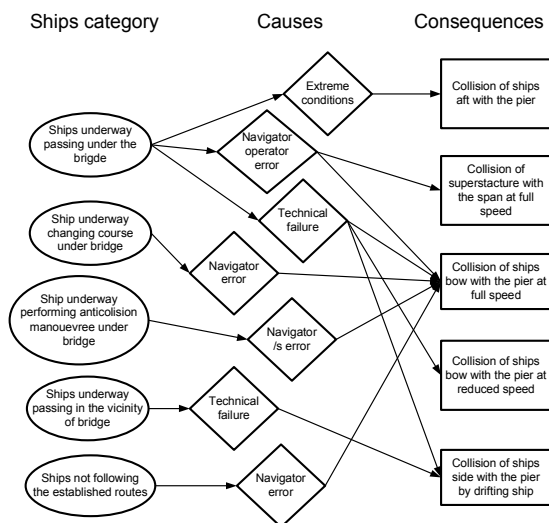 Ships category
Causes
Consequences
Extreme
conditions
Collision of ships
aft with the pier
Ships underway
passing under the
brigde
Navigator
operator
error
Collision of
superstacture with
the span at full
speed
Technical
failure
Ship underway
changing course
under bridge
Navigator
error
Collision of ships
bow with the pier at
full speed
Ship underway
performing anticolision
manouevree under
bridge
Navigator
/s error
Collision of ships
bow with the pier at
reduced speed
Ships underway
passing in the vicinity
of bridge
Technical
failure
Ships not following
the established routes
Navigator
error
Collision of ships
side with the pier
by drifting ship